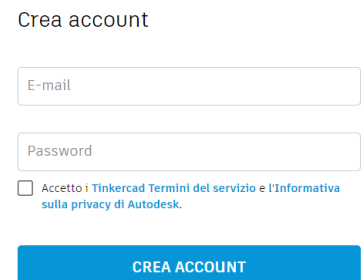 Crea account
E-mail
Password
Accetto i Tinkercad Termini del servizio e l'Informativa
sulla privacy di Autodesk.
CREA ACCOUNT